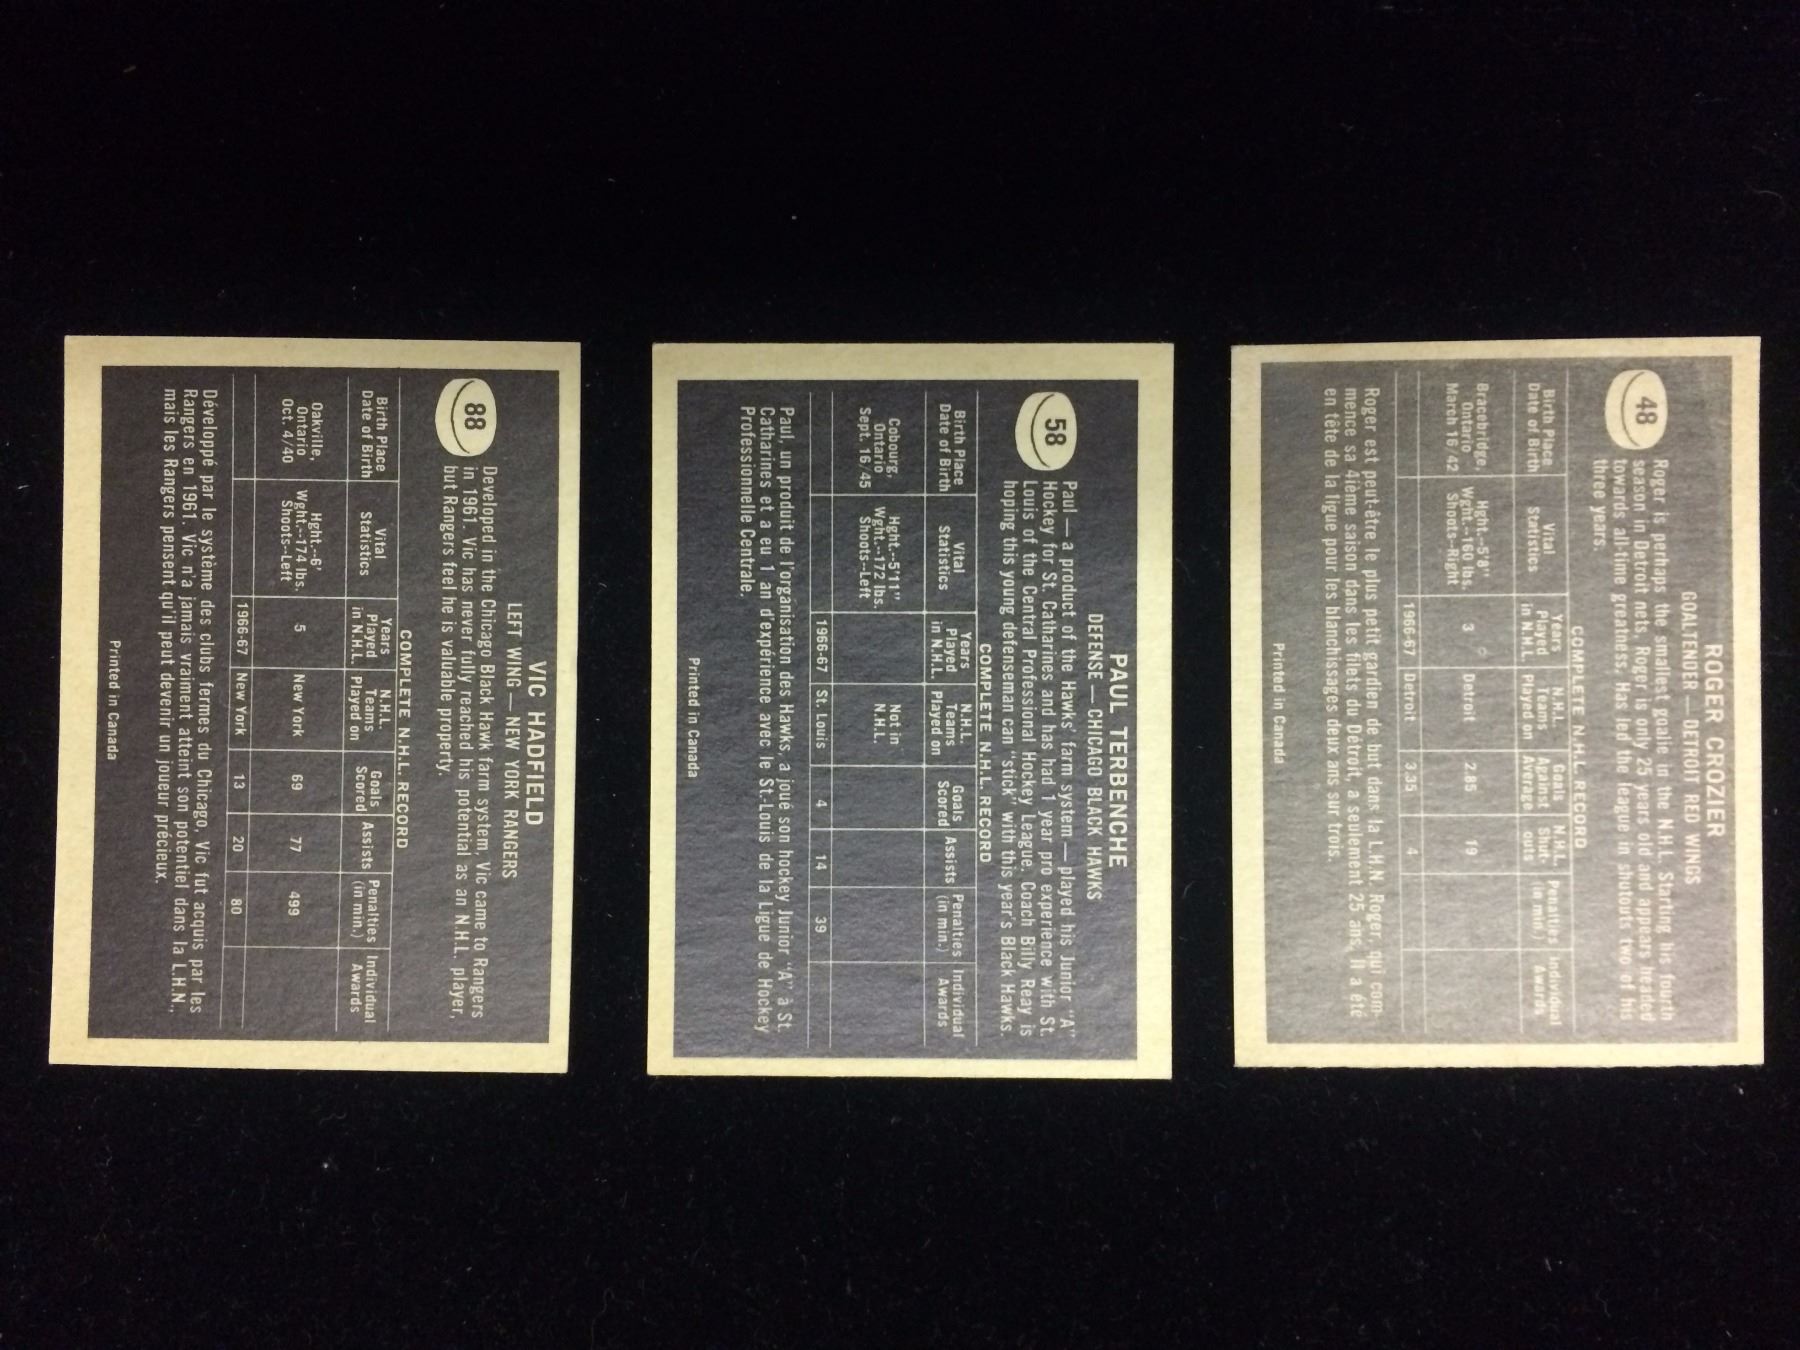 ROGER CROZIER
GOALTENDER — DETROIT RED WINGS
48
Roger is perhaps the smallest goalie in the N.H.L. Starting his fourth
season in Detroit nets, Roger is only 25 years old and appears headed
towards all-time greatness. Has led the league in shutouts two of his
three years.
COMPLETE N.H.L. RECORD
Birth Place Vital Years N.H.L. Goals N.H.L. Penalties Individual
Date of Birth Statistics Played Teams Against Shut- (in min.) Awards
in N.H.L. Played on Average outs
Bracebridge, Hght.--5'8"
Ontario Wght.--160 lbs. 3 Detroit 2.85 19
March 16/42 Shoots--Right
1966-67 Detroit 3.35 4
Roger est peut-être le plus petit gardien de but dans la L.H.N. Roger, qui com-
mence sa 4ième saison dans les filets du Détroit, a seulement 25 ans. Il a été
en tête de la ligue pour les blanchissages deux ans sur trois.
Printed in Canada
PAUL TERBENCHE
DEFENSE — CHICAGO BLACK HAWKS
58
Paul — a product of the Hawks' farm system — played his Junior "A"
Hockey for St. Catharines and has had 1 year pro experience with St.
Louis of the Central Professional Hockey League. Coach Billy Reay is
hoping this young defenseman can "stick" with this year's Black Hawks.
COMPLETE N.H.L. RECORD
Birth Place Vital Years N.H.L. Goals Assists Penalties Individual
Date of Birth Statistics Played Teams Scored (in min.) Awards
in N.H.L. Played on
Cobourg, Hght.--5'11" Not in
Ontario Wght.--172 lbs. N.H.L.
Sept. 16/45 Shoots--Left
1966-67 St. Louis 4 14 39
Paul, un produit de l'organisation des Hawks, a joué son hockey Junior "A" à St.
Catharines et a eu 1 an d'expérience avec le St.-Louis de la Ligue de Hockey
Professionnelle Centrale.
Printed in Canada
VIC HADFIELD
LEFT WING — NEW YORK RANGERS
88
Developed in the Chicago Black Hawk farm system. Vic came to Rangers
in 1961. Vic has never fully reached his potential as an N.H.L. player,
but Rangers feel he is valuable property.
COMPLETE N.H.L. RECORD
Birth Place Vital Years N.H.L. Goals Assists Penalties Individual
Date of Birth Statistics Played Teams Scored (in min.) Awards
in N.H.L. Played on
Oakville, Hght.--6'
Ontario Wght.--174 lbs. 5 New York 69 77 499
Oct. 4/40 Shoots--Left
1966-67 New York 13 20 80
Développé par le système des clubs fermes du Chicago, Vic fut acquis par les
Rangers en 1961. Vic n'a jamais vraiment atteint son potentiel dans la L.H.N.,
mais les Rangers pensent qu'il peut devenir un joueur précieux.
Printed in Canada